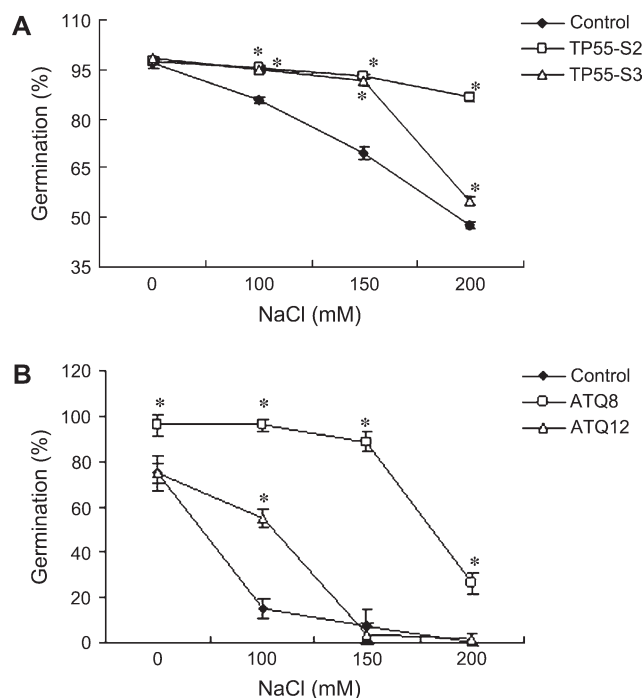 A
Control
TP55-S2
TP55-S3
Germination (%)
110
95
80
65
50
35
* * *
* * *
0 100 150 200
NaCl (mM)
B
Control
ATQ8
ATQ12
Germination (%)
120
100
80
60
40
20
0
* * *
* *
0 100 150 200
NaCl (mM)